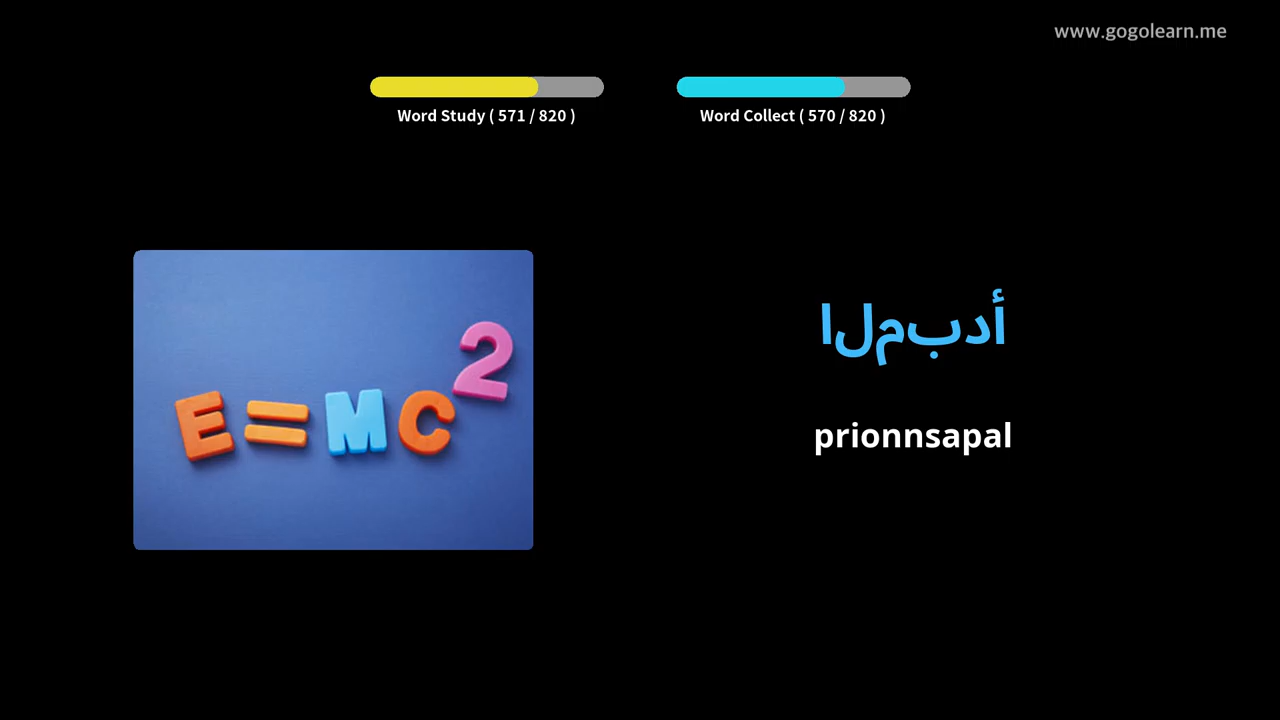 www.gogolearn.me
Word Study ( 571 / 820 )
Word Collect ( 570 / 820 )
E=MC2
المبدأ
prionnsapal